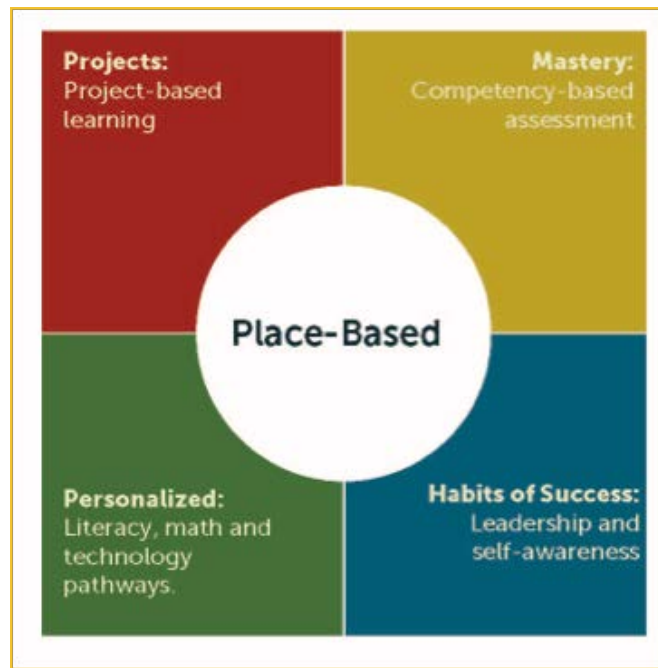 Projects:
Project-based
learning
Mastery:
Competency-based
assessment
Place-Based
Personalized:
Literacy, math and
technology
pathways.
Habits of Success:
Leadership and
self-awareness